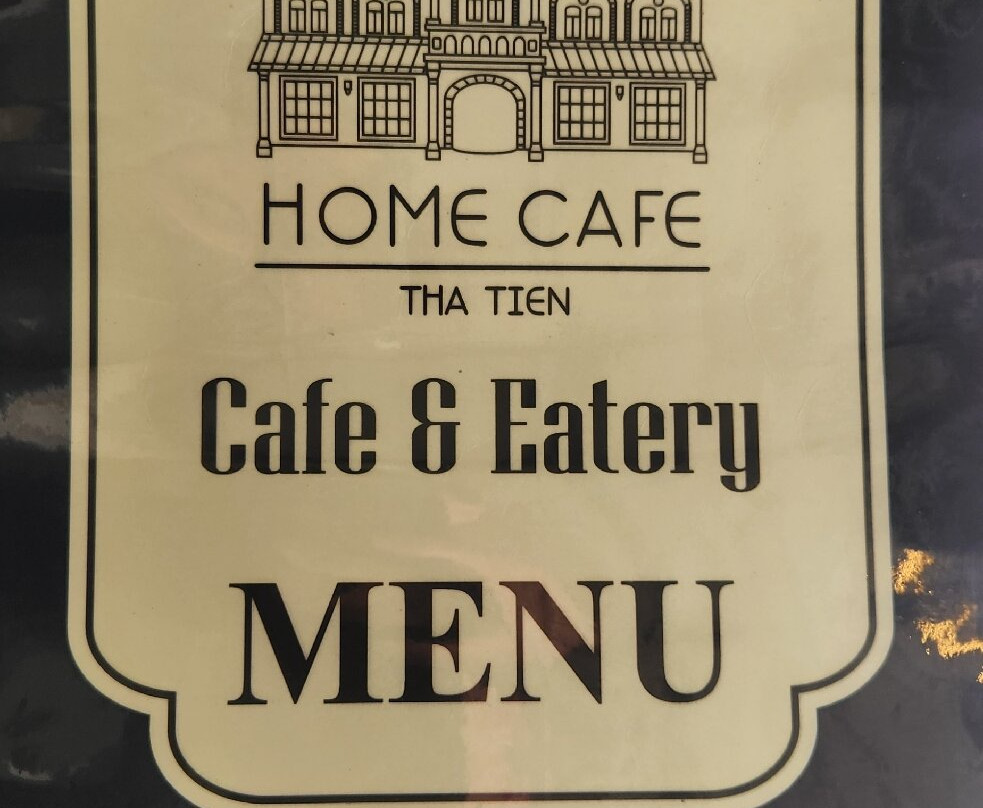 HOME CAFE
THA TIEN
Cafe & Eatery
MENU